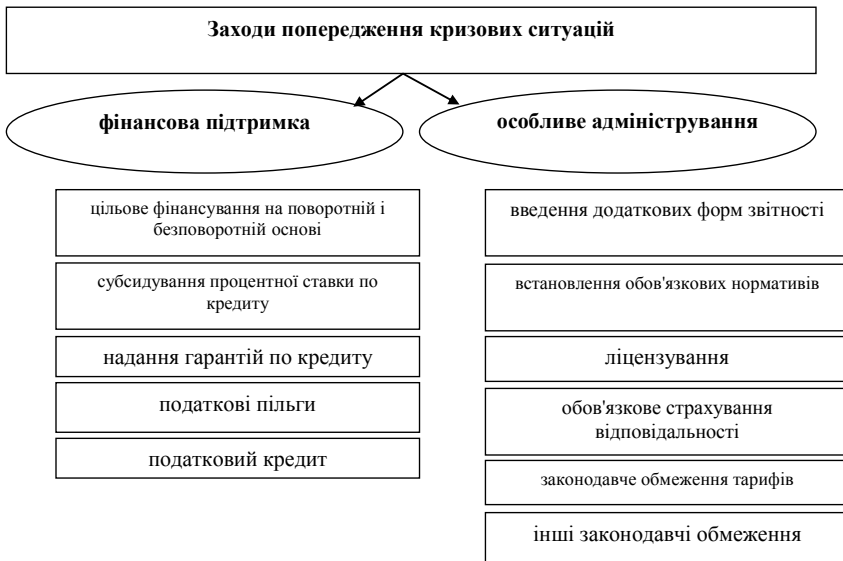 Заходи попередження кризових ситуацій
фінансова підтримка
особливе адміністрування
цільове фінансування на поворотній і
безповоротній основі
субсидування процентної ставки по
кредиту
надання гарантій по кредиту
податкові пільги
податковий кредит
введення додаткових форм звітності
встановлення обов'язкових нормативів
ліцензування
обов'язкове страхування
відповідальності
законодавче обмеження тарифів
інші законодавчі обмеження